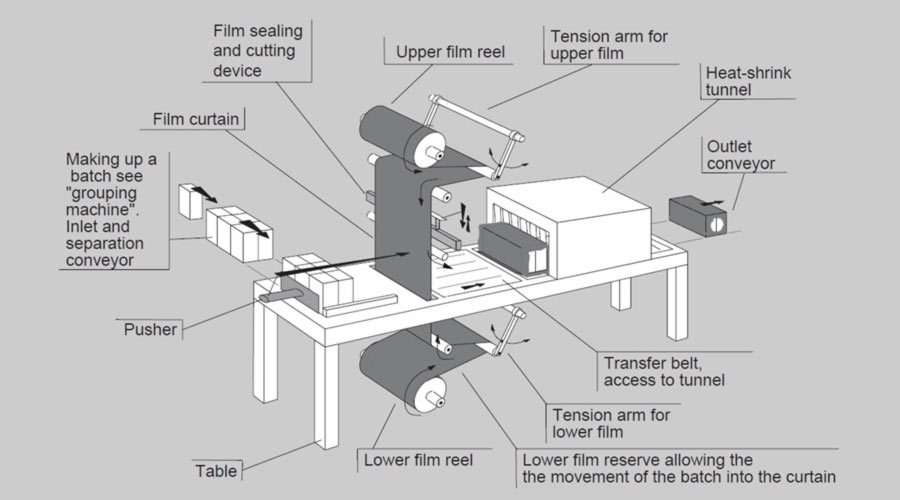 Film sealing
and cutting
device
Upper film reel
Tension arm for
upper film
Heat-shrink
tunnel
Film curtain
Outlet
conveyor
Making up a
batch see
"grouping
machine".
Inlet and
separation
conveyor
Pusher
Transfer belt,
access to tunnel
Tension arm for
lower film
Table
Lower film reel
Lower film reserve allowing the
the movement of the batch into the curtain